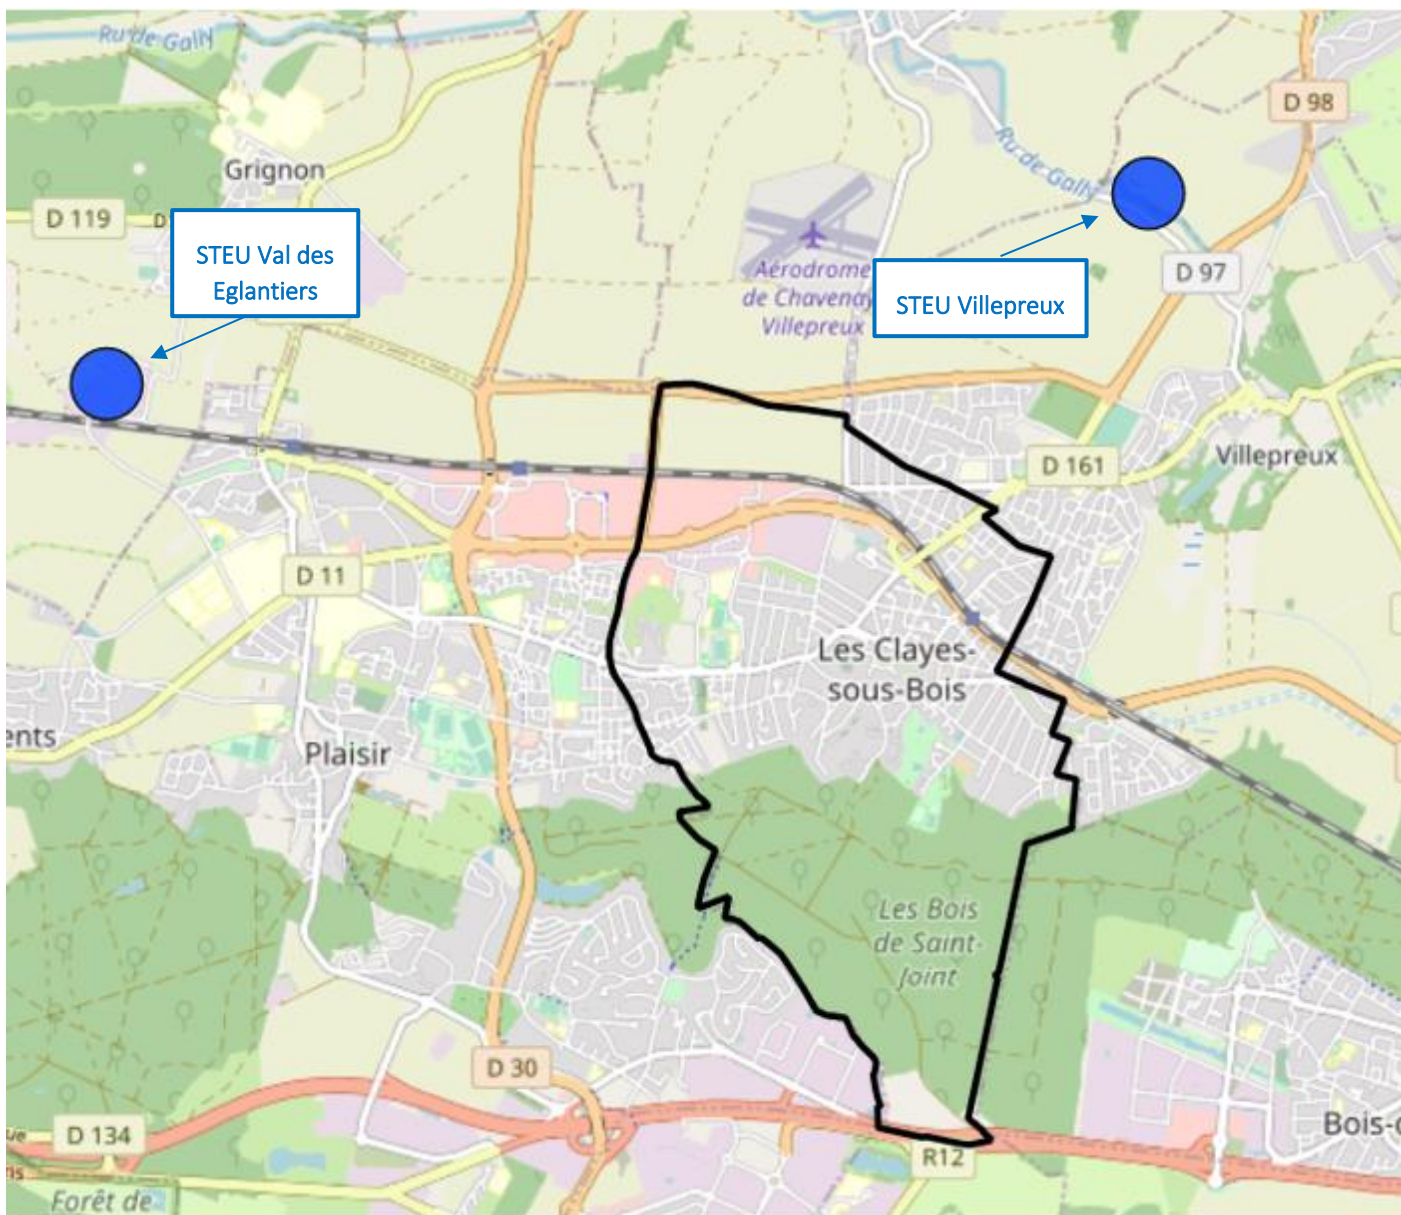 Ru de Gally
D 98
Grignon
Ru de Gally
D 119
D
STEU Val des
Eglantiers
Aérodrome
de Chavenay
Villepreux
STEU Villepreux
D 97
D 161
Villepreux
D 11
Les Clayes-
sous-Bois
ents
Plaisir
Les Bois
de Saint-
Joint
D 30
D 134
Bois-
R12
Forêt de